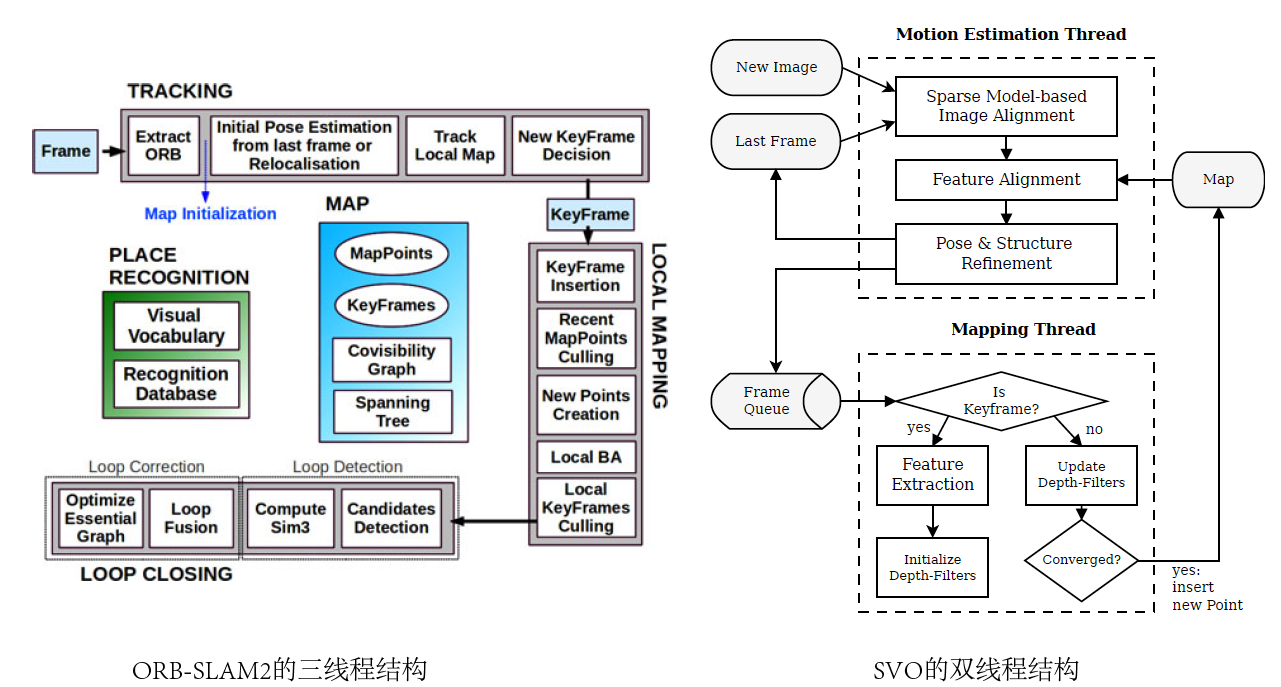 TRACKING
Frame
Extract
ORB
Initial Pose Estimation
from last frame or
Relocalisation
Track
Local Map
New KeyFrame
Decision
Map Initialization
KeyFrame
MAP
MapPoints
KeyFrames
Covisibility
Graph
Spanning
Tree
PLACE
RECOGNITION
Visual
Vocabulary
Recognition
Database
LOCAL MAPPING
KeyFrame
Insertion
Recent
MapPoints
Culling
New Points
Creation
Local BA
Local
KeyFrames
Culling
Loop Correction
Loop Detection
Optimize
Essential
Graph
Loop
Fusion
Compute
Sim3
Candidates
Detection
LOOP CLOSING
ORB-SLAM2的三线程结构
Motion Estimation Thread
New Image
Last Frame
Sparse Model-based
Image Alignment
Feature Alignment
Map
Pose & Structure
Refinement
Mapping Thread
Frame
Queue
Is
Keyframe?
yes
no
Feature
Extraction
Update
Depth-Filters
Initialize
Depth-Filters
Converged?
yes:
insert
new Point
SVO的双线程结构